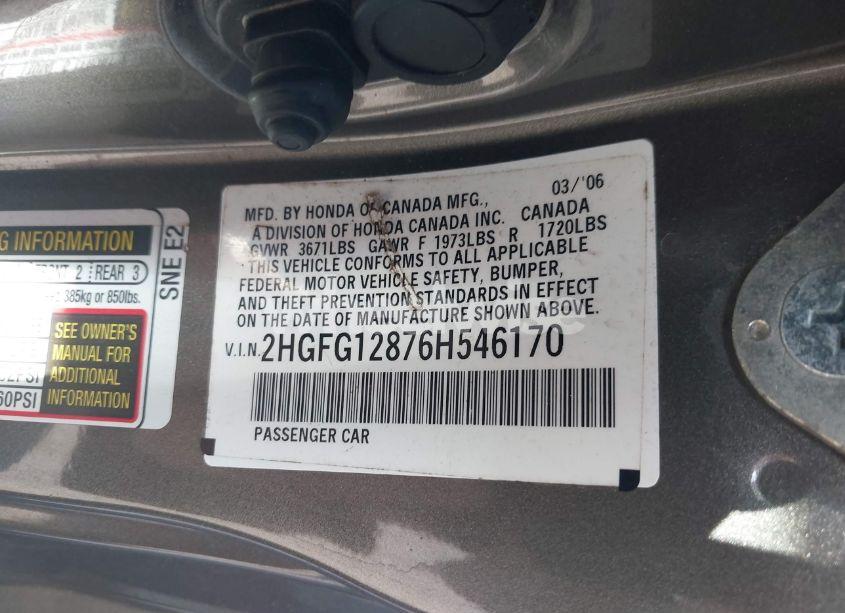 03/'06
MFD. BY HONDA OF CANADA MFG.,
A DIVISION OF HONDA CANADA INC. CANADA
GVWR 3671LBS GAWR F 1973LBS R 1720LBS
THIS VEHICLE CONFORMS TO ALL APPLICABLE
FEDERAL MOTOR VEHICLE SAFETY, BUMPER,
AND THEFT PREVENTION STANDARDS IN EFFECT
ON THE DATE OF MANUFACTURE SHOWN ABOVE.
V.I.N. 2HGFG12876H546170
PASSENGER CAR
INFORMATION
FRONT 2 REAR 3
385kg or 850lbs.
SEE OWNER'S
MANUAL FOR
ADDITIONAL
INFORMATION
60PSI
SNE E2